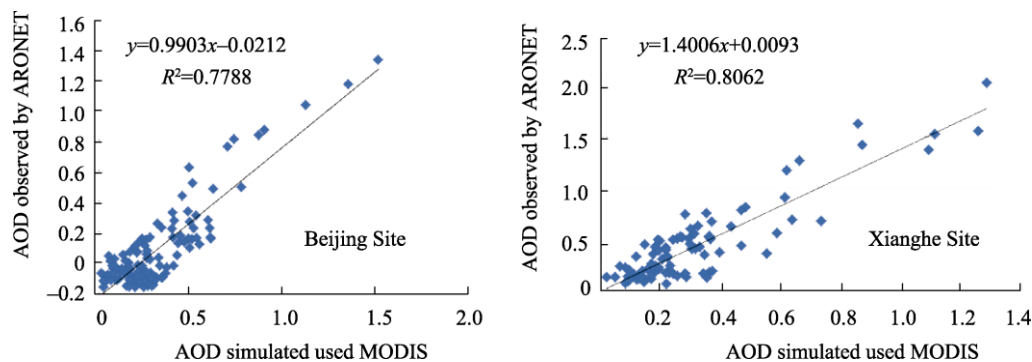 y=0.9903x–0.0212
R²=0.7788
AOD observed by ARONET
1.6
1.4
1.2
1.0
0.8
0.6
0.4
0.2
0
–0.2
0
0.5
1.0
1.5
2.0
Beijing Site
AOD simulated used MODIS
y=1.4006x+0.0093
R²=0.8062
AOD observed by ARONET
2.5
2.0
1.5
1.0
0.5
0
0.2
0.4
0.6
0.8
1.0
1.2
1.4
Xianghe Site
AOD simulated used MODIS